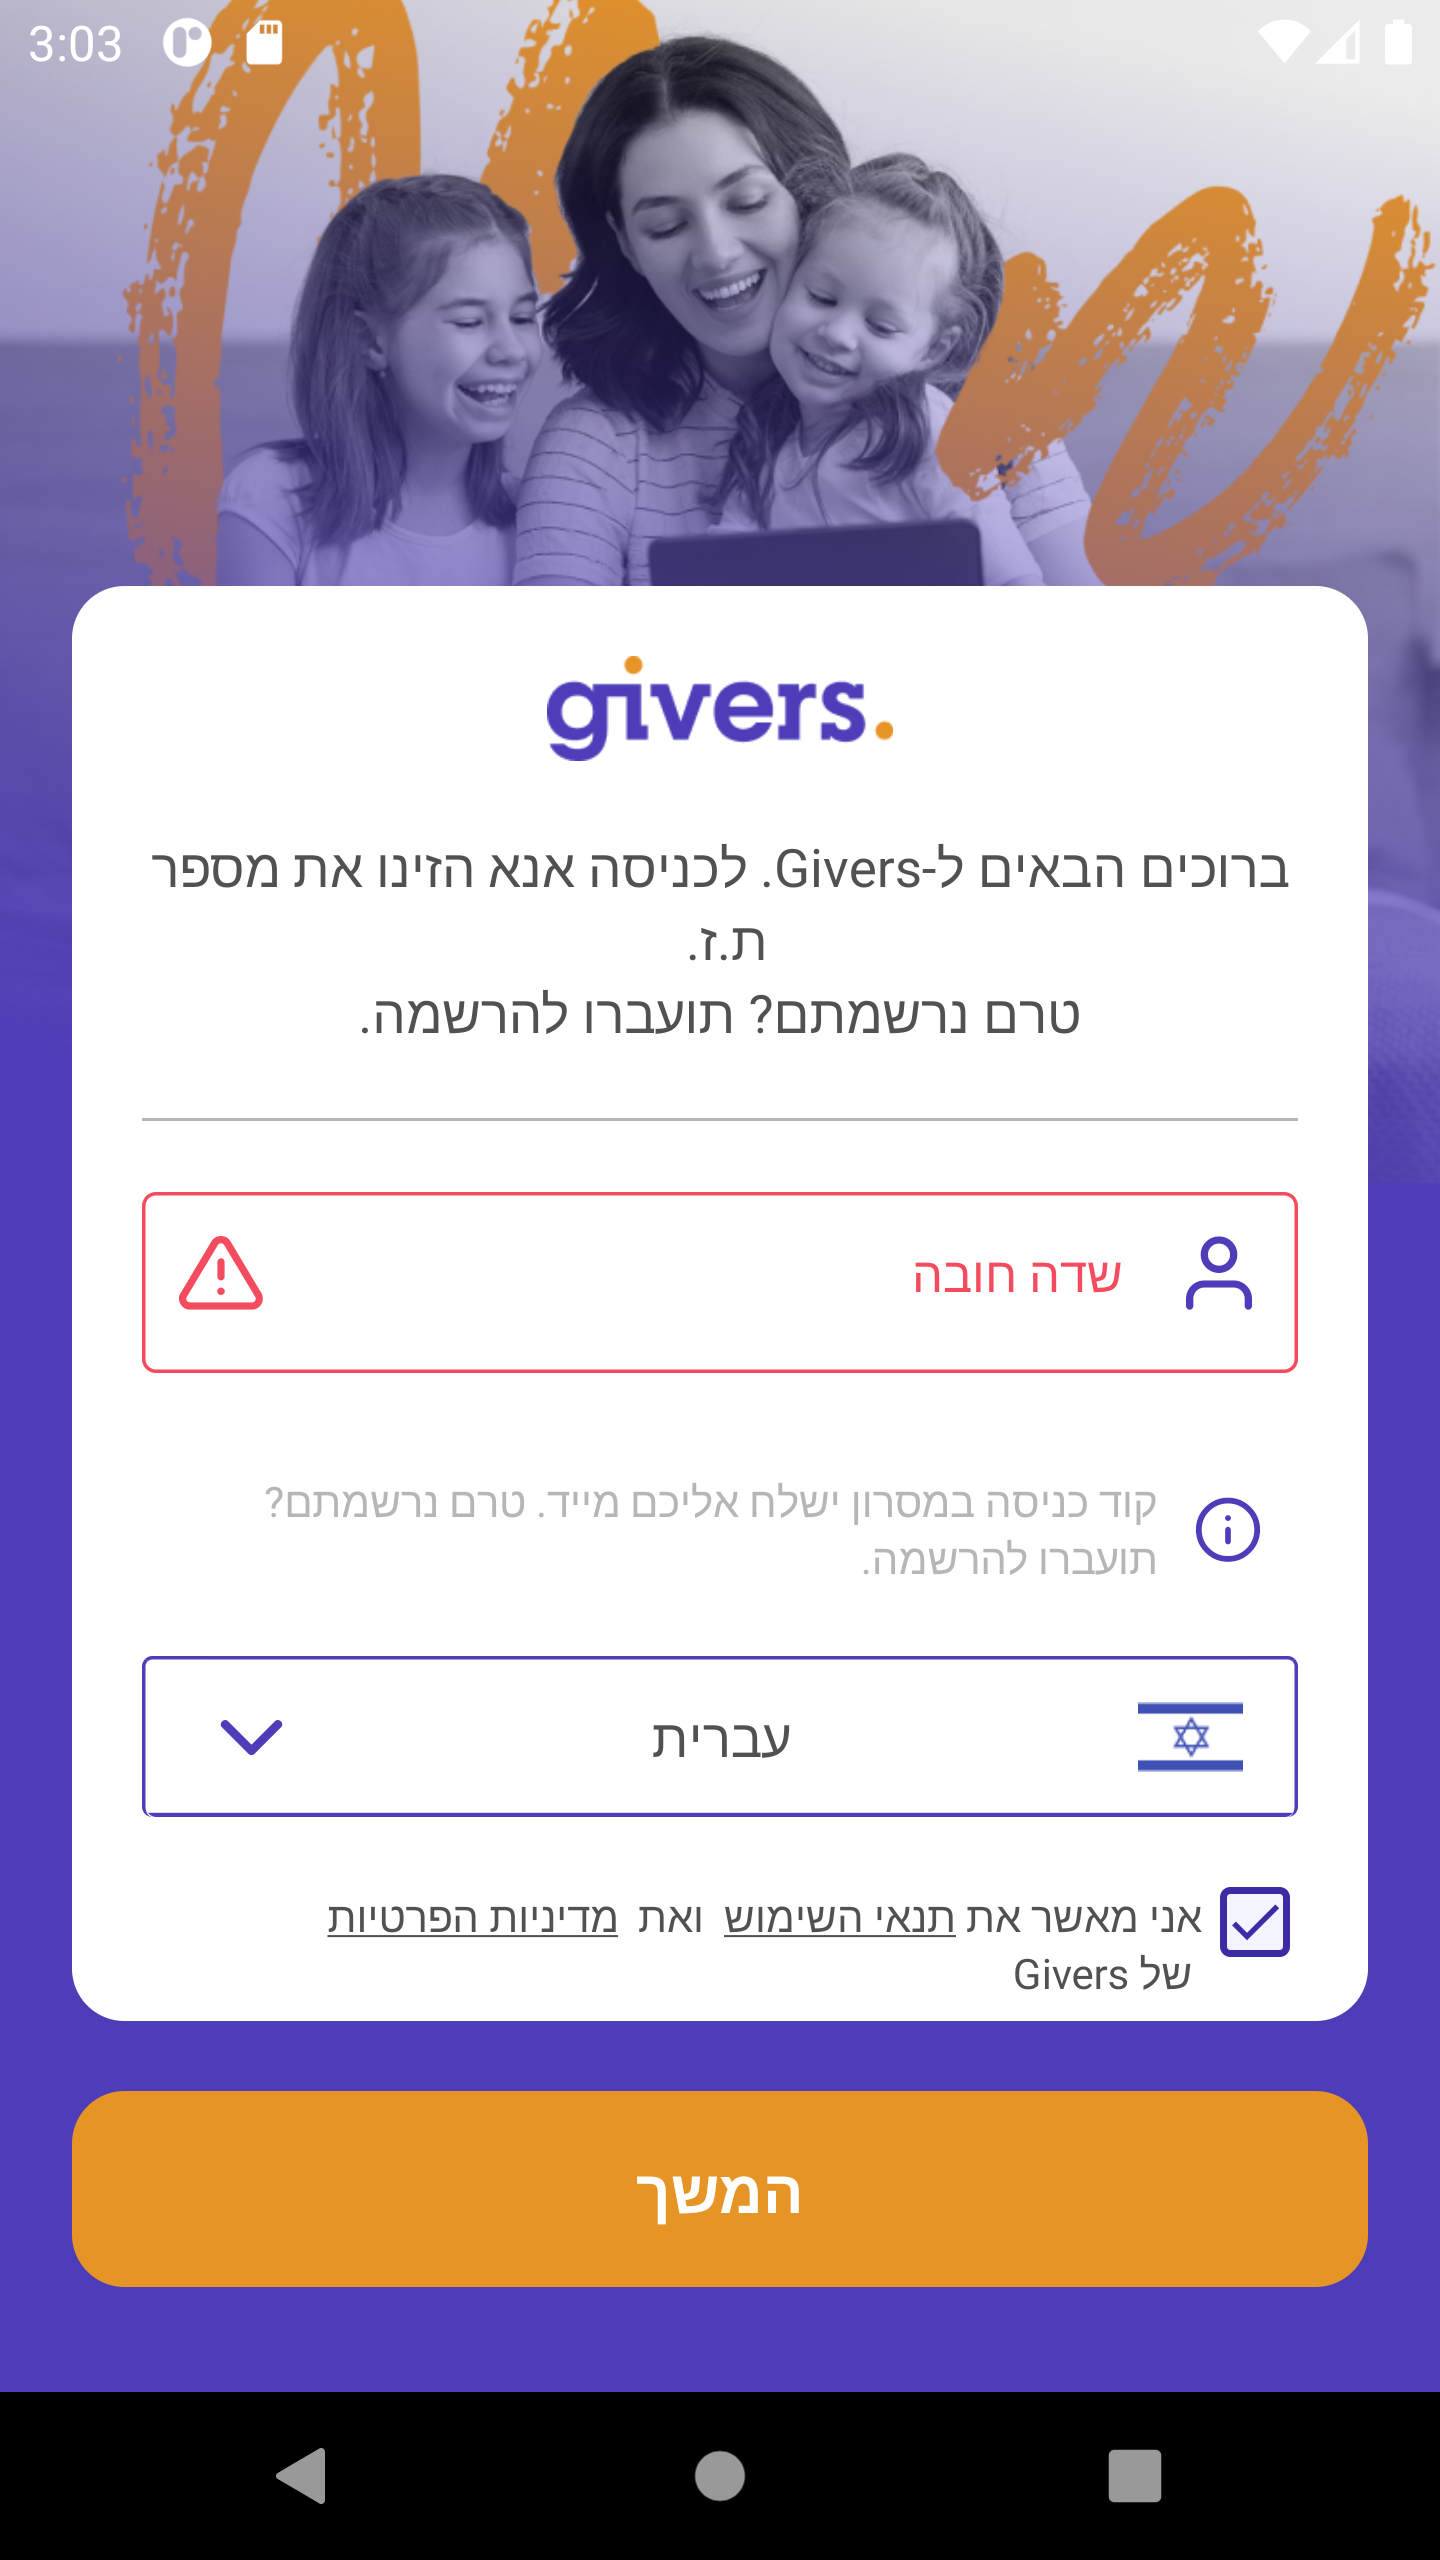 3:03
givers.
ברוכים הבאים ל-Givers. לכניסה אנא הזינו את מספר
ת.ז.
טרם נרשמתם? תועברו להרשמה.
שדה חובה
קוד כניסה במסרון ישלח אליכם מייד. טרם נרשמתם?
תועברו להרשמה.
עברית
אני מאשר את תנאי השימוש ואת מדיניות הפרטיות
של Givers
המשך